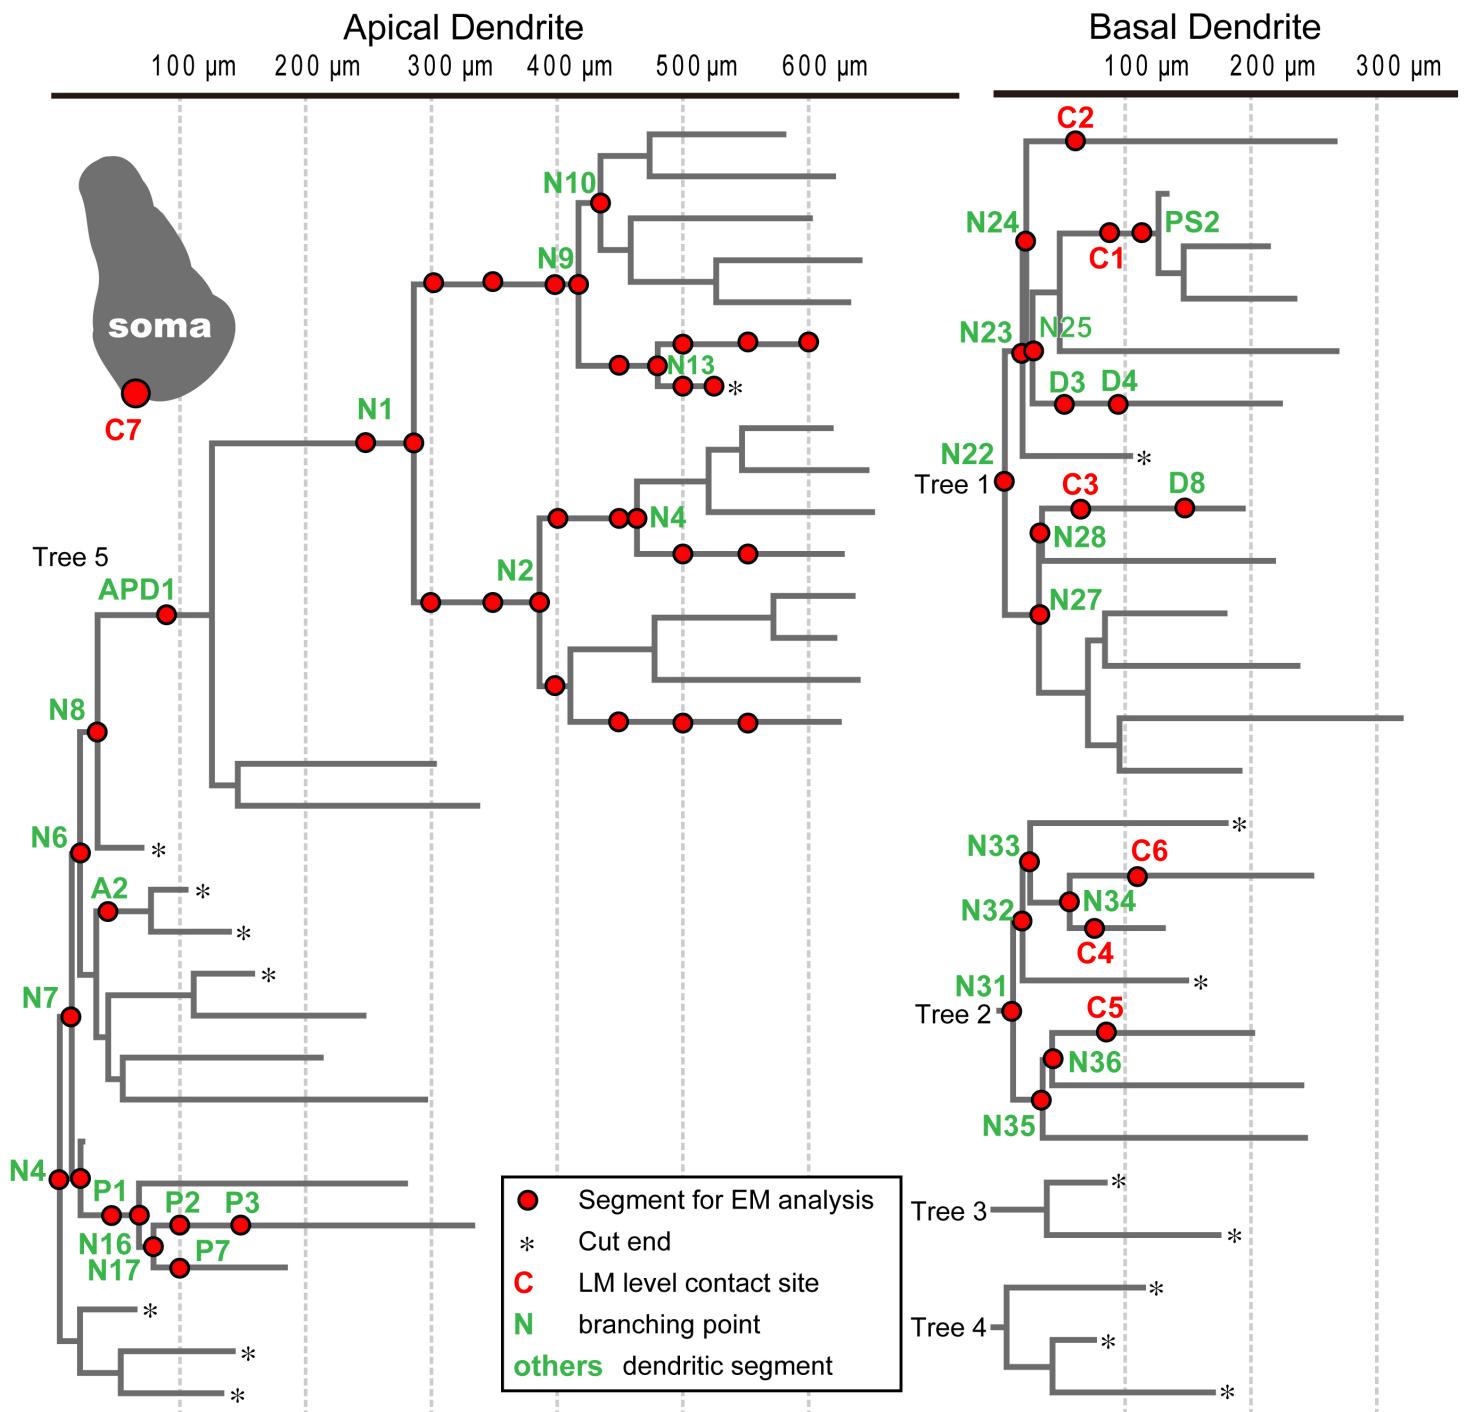 Apical Dendrite
Basal Dendrite
100 µm 200 µm 300 µm 400 µm 500 µm 600 µm
100 µm 200 µm 300 µm
soma
C7
N1
N10
N9
N13
N4
N2
Tree 5
APD1
N8
N6
A2
N7
N4
P1
P2
P3
N16
N17
P7
*
*
*
*
*
*
*
*
C2
N24
PS2
C1
N23
N25
D3
D4
N22
*
Tree 1
C3
D8
N28
N27
*
N33
C6
N34
N32
C4
N31
*
Tree 2
C5
N36
N35
*
Tree 3
*
*
Tree 4
*
*
Segment for EM analysis
* Cut end
C LM level contact site
N branching point
others dendritic segment